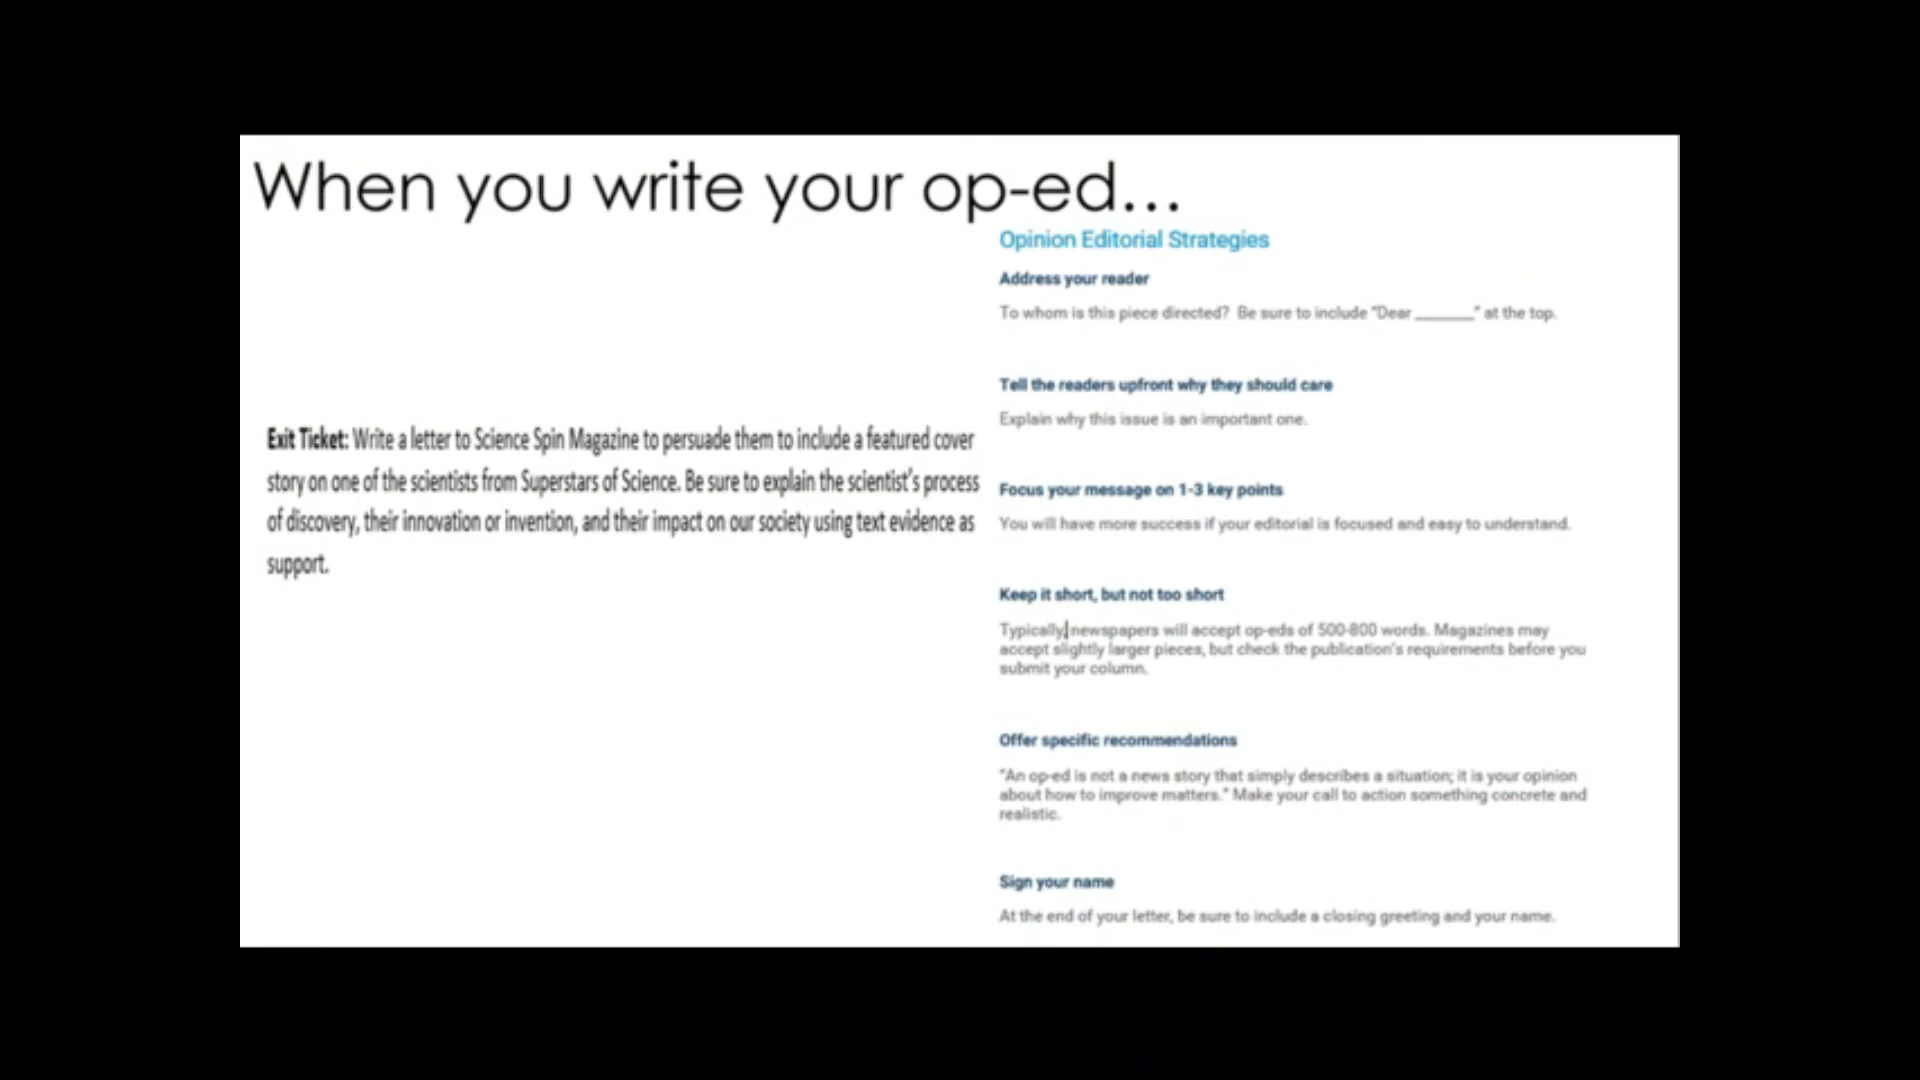 When you write your op-ed...
Exit Ticket: Write a letter to Science Spin Magazine to persuade them to include a featured cover
story on one of the scientists from Superstars of Science. Be sure to explain the scientist's process
of discovery, their innovation or invention, and their impact on our society using text evidence as
support.
Opinion Editorial Strategies
Address your reader
To whom is this piece directed? Be sure to include "Dear _______" at the top.
Tell the readers upfront why they should care
Explain why this issue is an important one.
Focus your message on 1-3 key points
You will have more success if your editorial is focused and easy to understand.
Keep it short, but not too short
Typically newspapers will accept op-eds of 500-800 words. Magazines may
accept slightly larger pieces, but check the publication's requirements before you
submit your column.
Offer specific recommendations
"An op-ed is not a news story that simply describes a situation; it is your opinion
about how to improve matters." Make your call to action something concrete and
realistic.
Sign your name
At the end of your letter, be sure to include a closing greeting and your name.